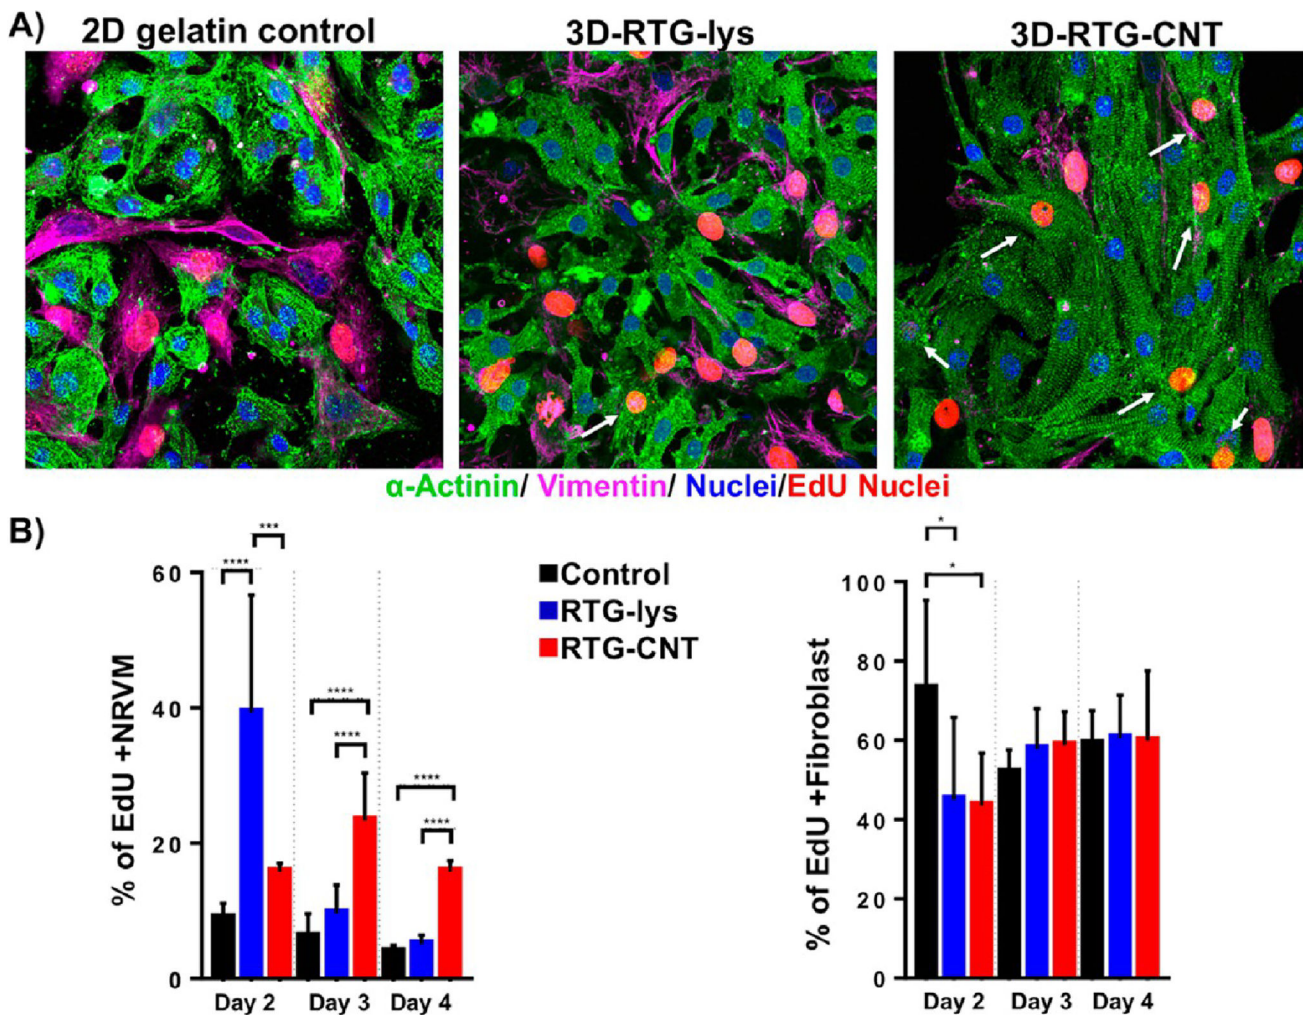 A)
2D gelatin control
3D-RTG-lys
3D-RTG-CNT
α-Actinin/ Vimentin/ Nuclei/EdU Nuclei
B)
% of EdU +NRVM
60
40
20
0
****
***
****
****
****
****
Day 2
Day 3
Day 4
Control
RTG-lys
RTG-CNT
% of EdU +Fibroblast
100
80
60
40
20
0
*
*
Day 2
Day 3
Day 4